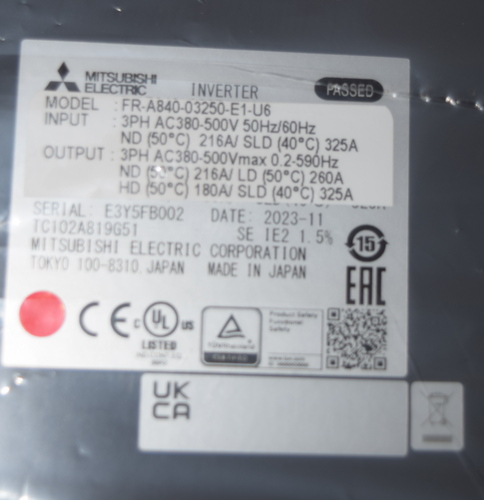 MITSUBISHI
ELECTRIC INVERTER PASSED
MODEL : FR-A840-03250-E1-U6
INPUT : 3PH AC380-500V 50Hz/60Hz
ND (50°C) 216A/ SLD (40°C) 325A
OUTPUT : 3PH AC380-500Vmax 0.2-590Hz
ND (50°C) 216A/ LD (50°C) 260A
HD (50°C) 180A/ SLD (40°C) 325A
SERIAL: E3Y5FB002 DATE: 2023-11
TC102A819G51 SE IE2 1.5%
MITSUBISHI ELECTRIC CORPORATION
TOKYO 100-8310 JAPAN MADE IN JAPAN
15
EAC
CE
C UL US
LISTED
Product Safety
Functional
Safety
UK
CA